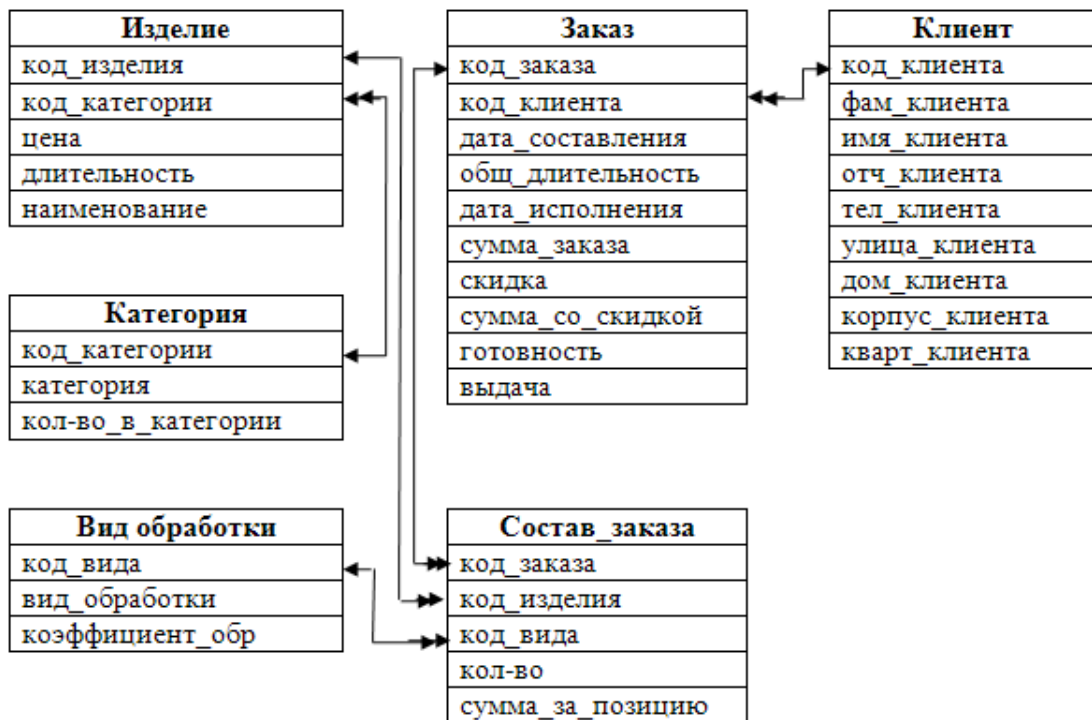 Изделие
код_изделия
код_категории
цена
длительность
наименование
Категория
код_категории
категория
кол-во_в_категории
Вид обработки
код_вида
вид_обработки
коэффициент_обр
Заказ
код_заказа
код_клиента
дата_составления
общ_длительность
дата_исполнения
сумма_заказа
скидка
сумма_со_скидкой
готовность
выдача
Состав_заказа
код_заказа
код_изделия
код_вида
кол-во
сумма_за_позицию
Клиент
код_клиента
фам_клиента
имя_клиента
отч_клиента
тел_клиента
улица_клиента
дом_клиента
корпус_клиента
кварт_клиента